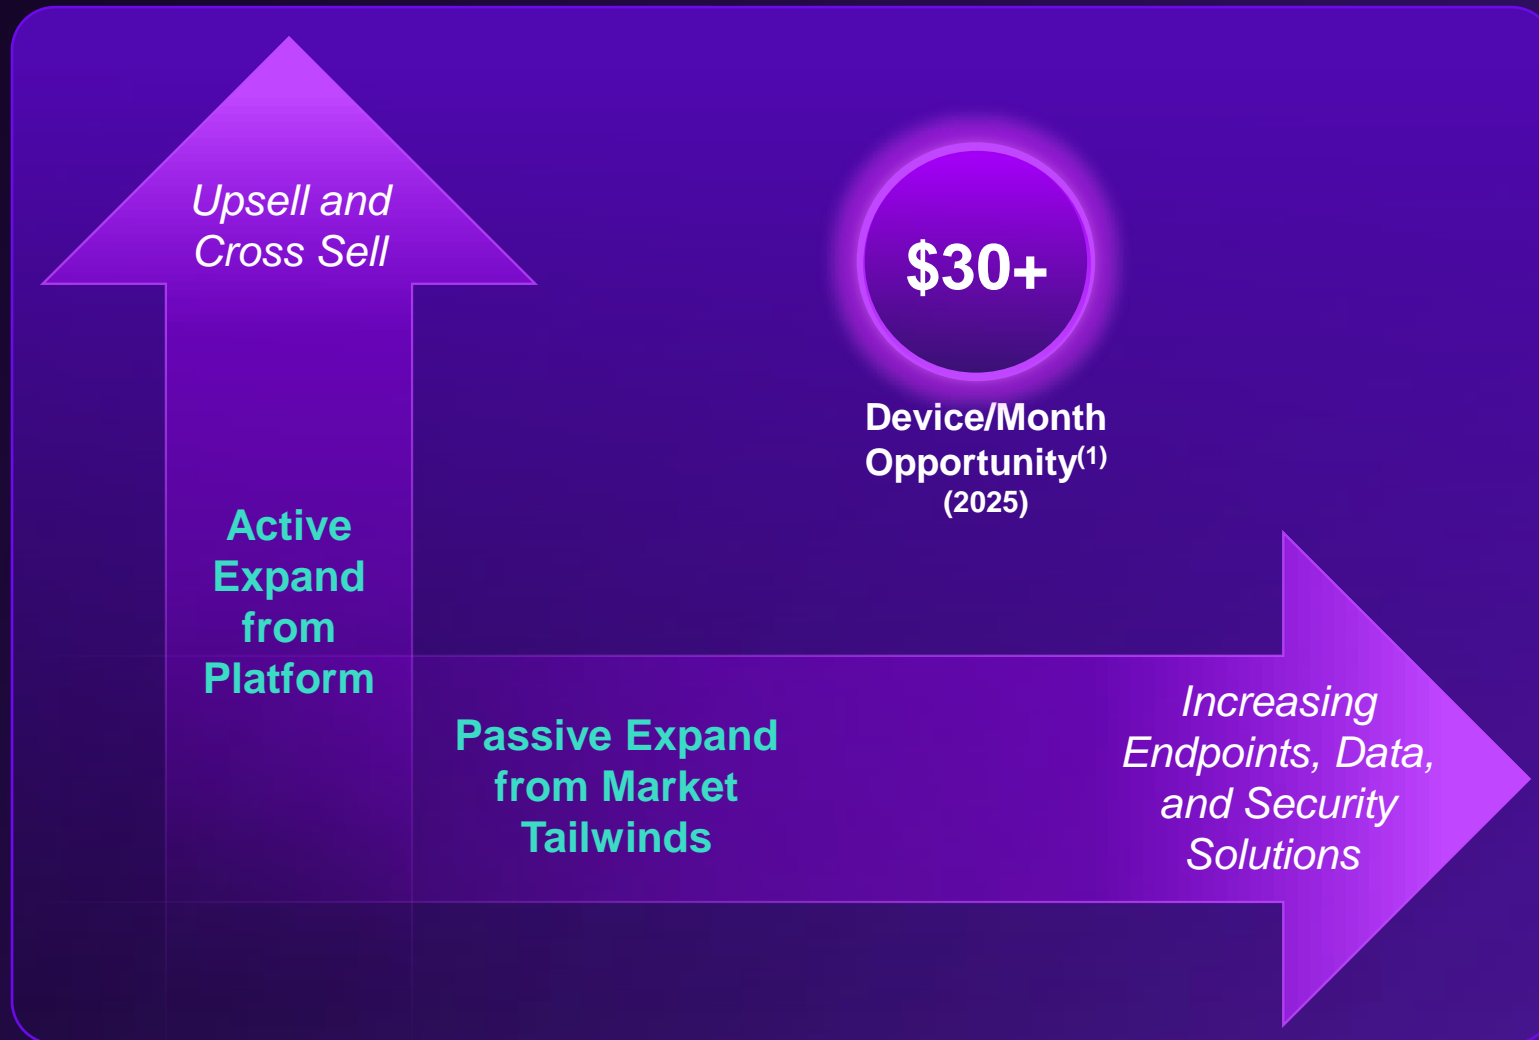 Upsell and
Cross Sell
$30+
Device/Month
Opportunity(1)
(2025)
Active
Expand
from
Platform
Passive Expand
from Market
Tailwinds
Increasing
Endpoints, Data,
and Security
Solutions